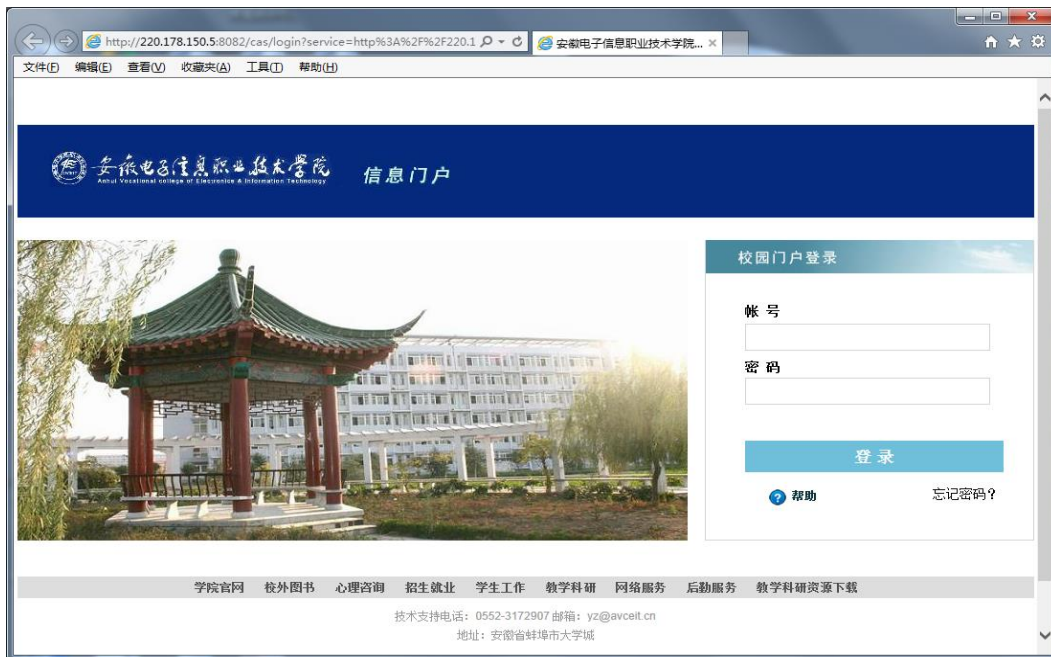 http://220.178.150.5:8082/cas/login?service=http%3A%2F%2F220.1
安徽电子信息职业技术学院...
文件(F) 编辑(E) 查看(V) 收藏夹(A) 工具(T) 帮助(H)
安徽电子信息职业技术学院
Anhui Vocational college of Electronics & Information Technology
信息门户
校园门户登录
帐 号
密 码
登 录
帮助
忘记密码?
学院官网 校外图书 心理咨询 招生就业 学生工作 教学科研 网络服务 后勤服务 教学科研资源下载
技术支持电话：0552-3172907 邮箱：yz@avceit.cn
地址：安徽省蚌埠市大学城